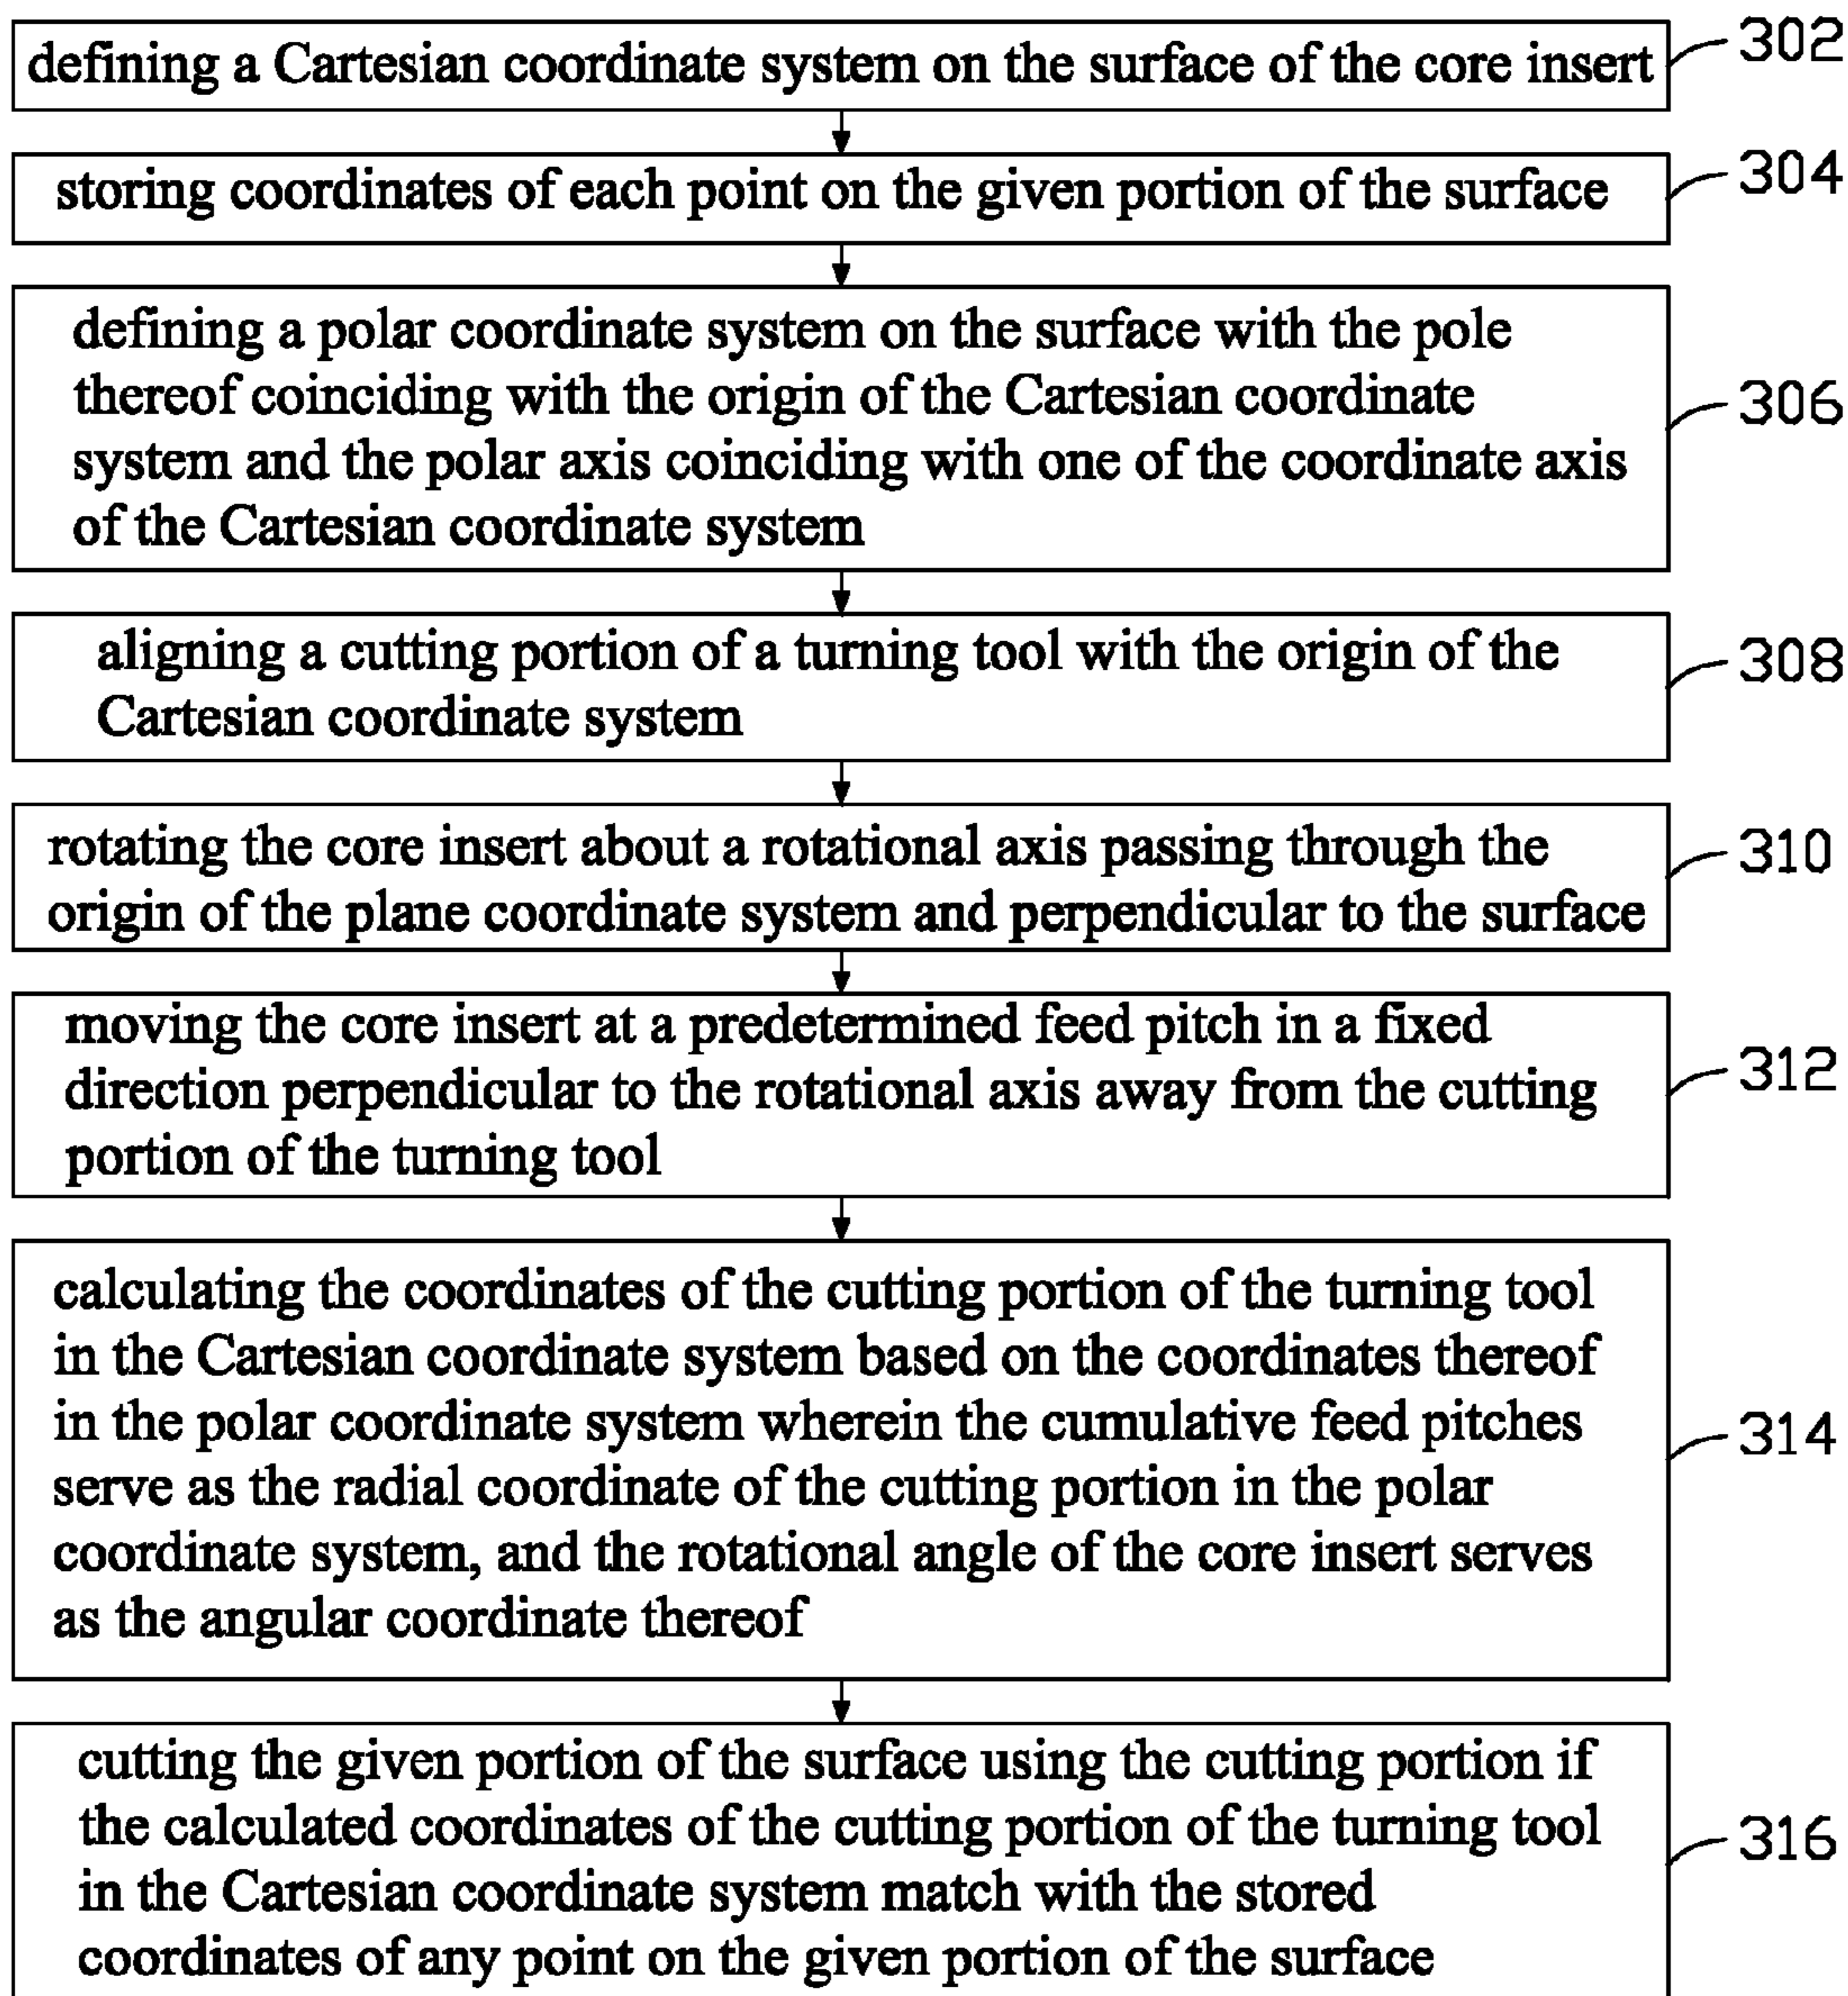 defining a Cartesian coordinate system on the surface of the core insert
302
storing coordinates of each point on the given portion of the surface
304
defining a polar coordinate system on the surface with the pole
thereof coinciding with the origin of the Cartesian coordinate
system and the polar axis coinciding with one of the coordinate axis
of the Cartesian coordinate system
306
aligning a cutting portion of a turning tool with the origin of the
Cartesian coordinate system
308
rotating the core insert about a rotational axis passing through the
origin of the plane coordinate system and perpendicular to the surface
310
moving the core insert at a predetermined feed pitch in a fixed
direction perpendicular to the rotational axis away from the cutting
portion of the turning tool
312
calculating the coordinates of the cutting portion of the turning tool
in the Cartesian coordinate system based on the coordinates thereof
in the polar coordinate system wherein the cumulative feed pitches
serve as the radial coordinate of the cutting portion in the polar
coordinate system, and the rotational angle of the core insert serves
as the angular coordinate thereof
314
cutting the given portion of the surface using the cutting portion if
the calculated coordinates of the cutting portion of the turning tool
in the Cartesian coordinate system match with the stored
coordinates of any point on the given portion of the surface
316